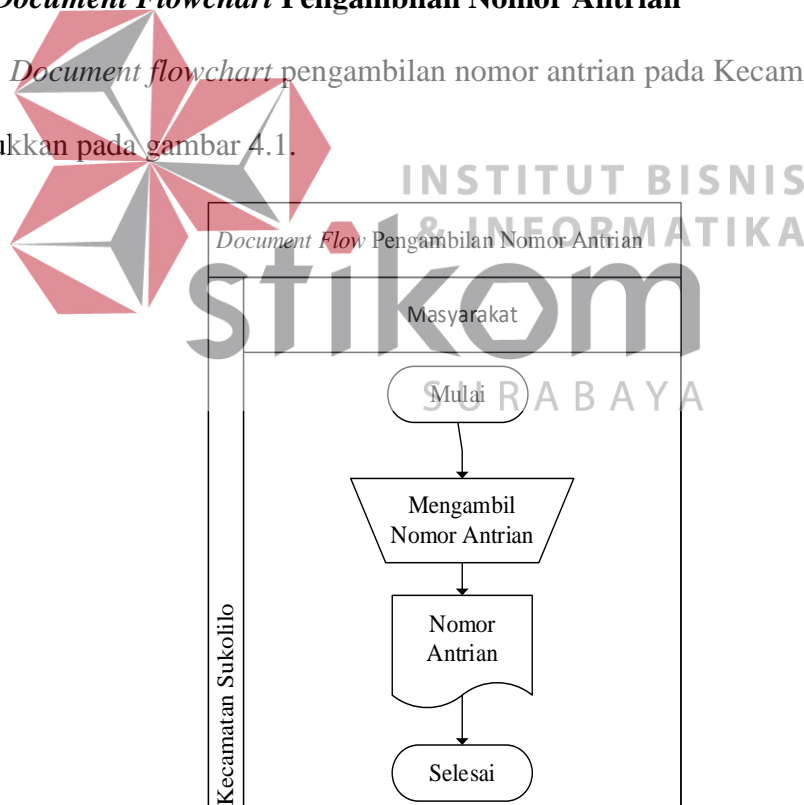 Document Flowchart Pengambilan Nomor Antrian
Document flowchart pengambilan nomor antrian pada Kecam
ukkan pada gambar 4.1.
INSTITUT BISNIS
& INFORMATIKA
stikom
SURABAYA
Document Flow Pengambilan Nomor Antrian
Masyarakat
Mulai
Mengambil
Nomor Antrian
Nomor
Antrian
Selesai
Kecamatan Sukolilo